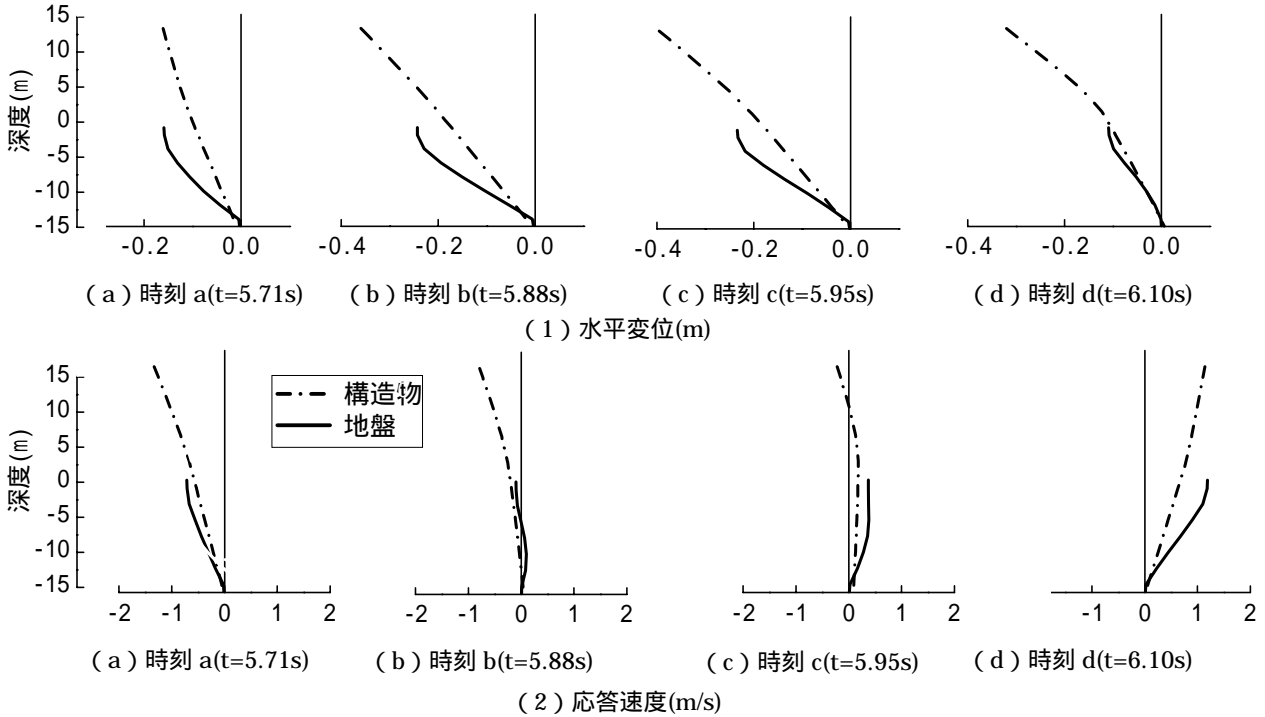 深度(m)
15
10
5
0
-5
-10
-15
-0.2 0.0
-0.4 -0.2 0.0
-0.4 -0.2 0.0
-0.4 -0.2 0.0
(a)時刻 a(t=5.71s)
(b)時刻 b(t=5.88s)
(c)時刻 c(t=5.95s)
(d)時刻 d(t=6.10s)
(1)水平変位(m)
深度(m)
15
10
5
0
-5
-10
-15
構造物
地盤
-2 -1 0 1 2
-2 -1 0 1 2
-2 -1 0 1 2
-1 0 1 2
(a)時刻 a(t=5.71s)
(b)時刻 b(t=5.88s)
(c)時刻 c(t=5.95s)
(d)時刻 d(t=6.10s)
(2)応答速度(m/s)